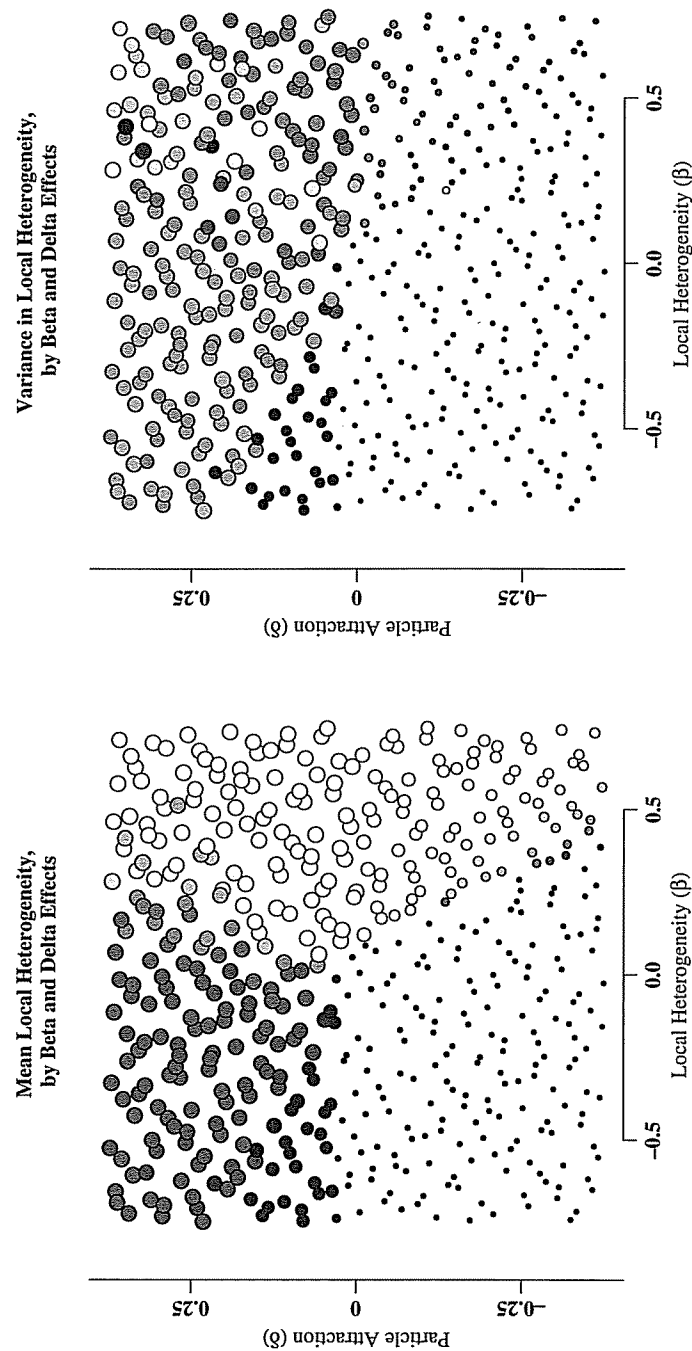 Mean Local Heterogeneity,
by Beta and Delta Effects
Particle Attraction (δ)
0.25
0
–0.25
–0.5
0.0
0.5
Local Heterogeneity (β)
Variance in Local Heterogeneity,
by Beta and Delta Effects
Particle Attraction (δ)
0.25
0
–0.25
–0.5
0.0
0.5
Local Heterogeneity (β)